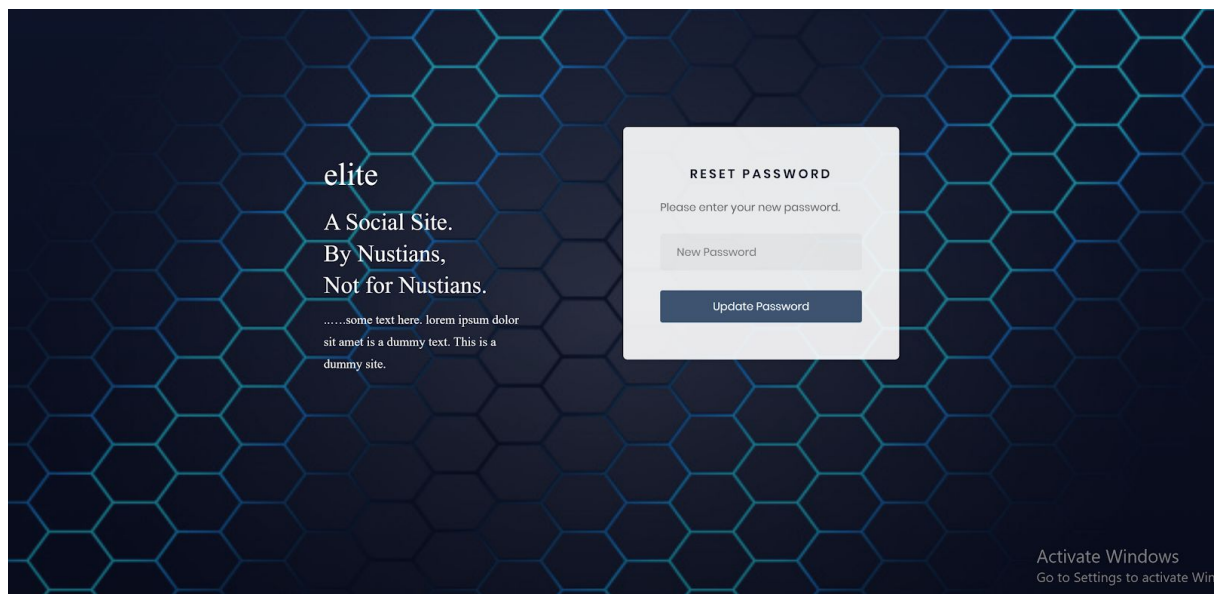 elite
A Social Site.
By Nustians,
Not for Nustians.
…...some text here. lorem ipsum dolor
sit amet is a dummy text. This is a
dummy site.
RESET PASSWORD
Please enter your new password.
New Password
Update Password
Activate Windows
Go to Settings to activate Win